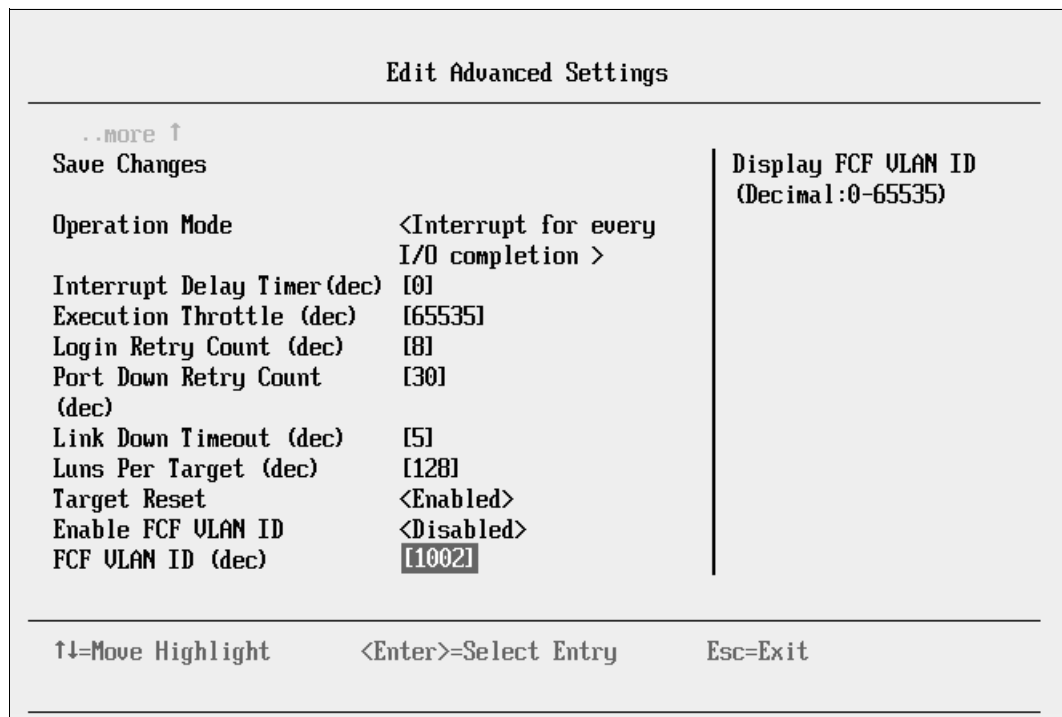 Edit Advanced Settings
..more ↑
Save Changes
Display FCF VLAN ID
(Decimal:0-65535)
Operation Mode <Interrupt for every
I/O completion >
Interrupt Delay Timer(dec) [0]
Execution Throttle (dec) [65535]
Login Retry Count (dec) [8]
Port Down Retry Count [30]
(dec)
Link Down Timeout (dec) [5]
Luns Per Target (dec) [128]
Target Reset <Enabled>
Enable FCF VLAN ID <Disabled>
FCF VLAN ID (dec) [1002]
↑↓=Move Highlight <Enter>=Select Entry Esc=Exit